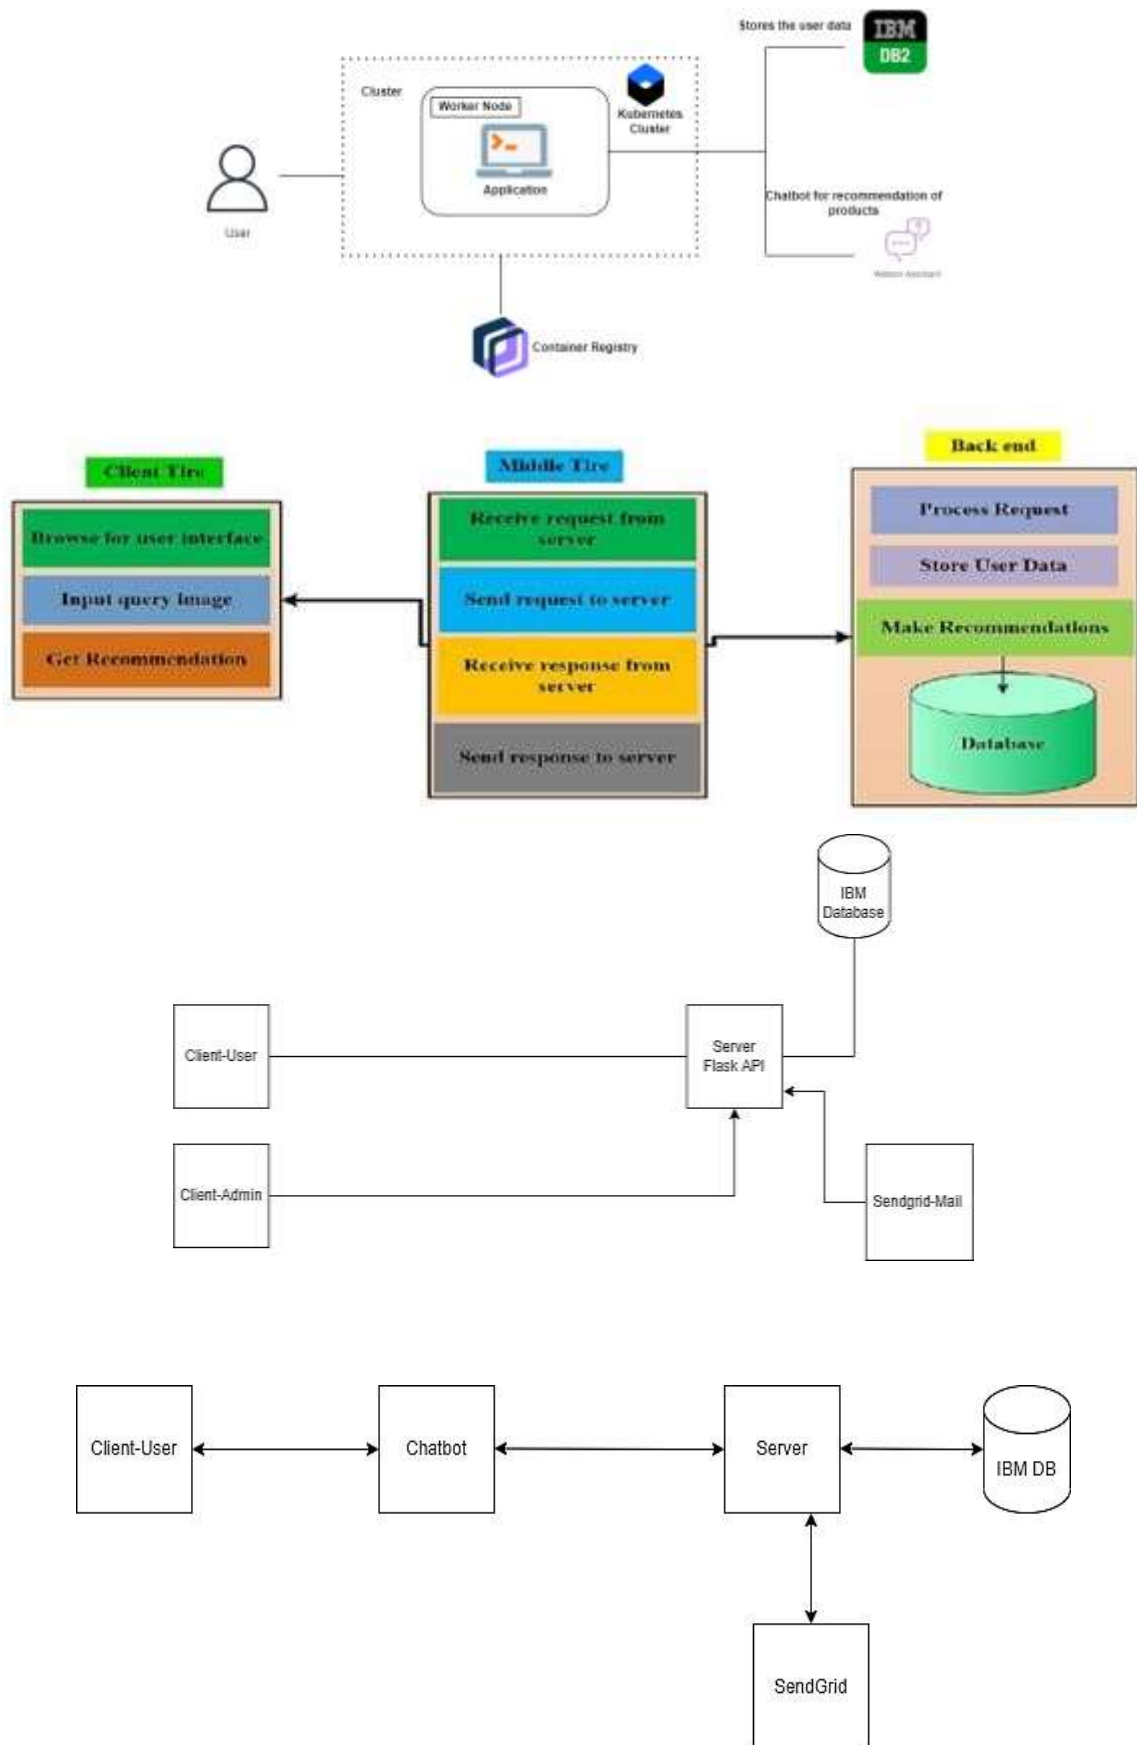 Stores the user data
IBM
DB2
Cluster
Worker Node
Kubernetes
Cluster
Application
User
Chatbot for recommendation of
products
Watson Assistant
Container Registry
Client Tire
Browse for user interface
Input query Image
Get Recommendation
Middle Tire
Receive request from
server
Send request to server
Receive response from
server
Send response to server
Back end
Process Request
Store User Data
Make Recommendations
Database
IBM
Database
Client-User
Server
Flask API
Client-Admin
Sendgrid-Mail
Client-User
Chatbot
Server
IBM DB
SendGrid